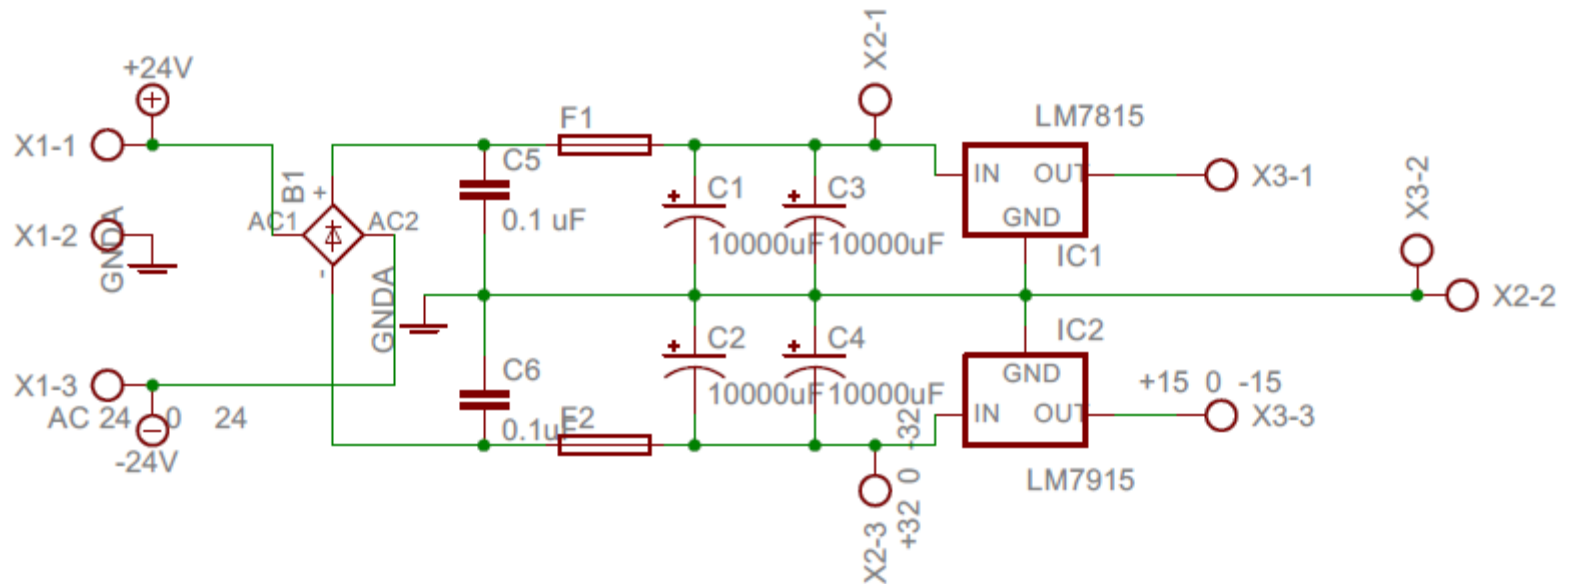 +24V
X1-1
X1-2
GNDA
X1-3
AC 24 0 24
-24V
B1
+
AC1
AC2
-
GNDA
C5
0.1 uF
C6
0.1uF
F1
F2
+
C1
10000uF
+
C3
10000uF
+
C2
10000uF
+
C4
10000uF
X2-1
X2-3
+32 0 -32
LM7815
IN
OUT
GND
IC1
IC2
GND
IN
OUT
LM7915
X3-1
X3-2
X2-2
+15 0 -15
X3-3